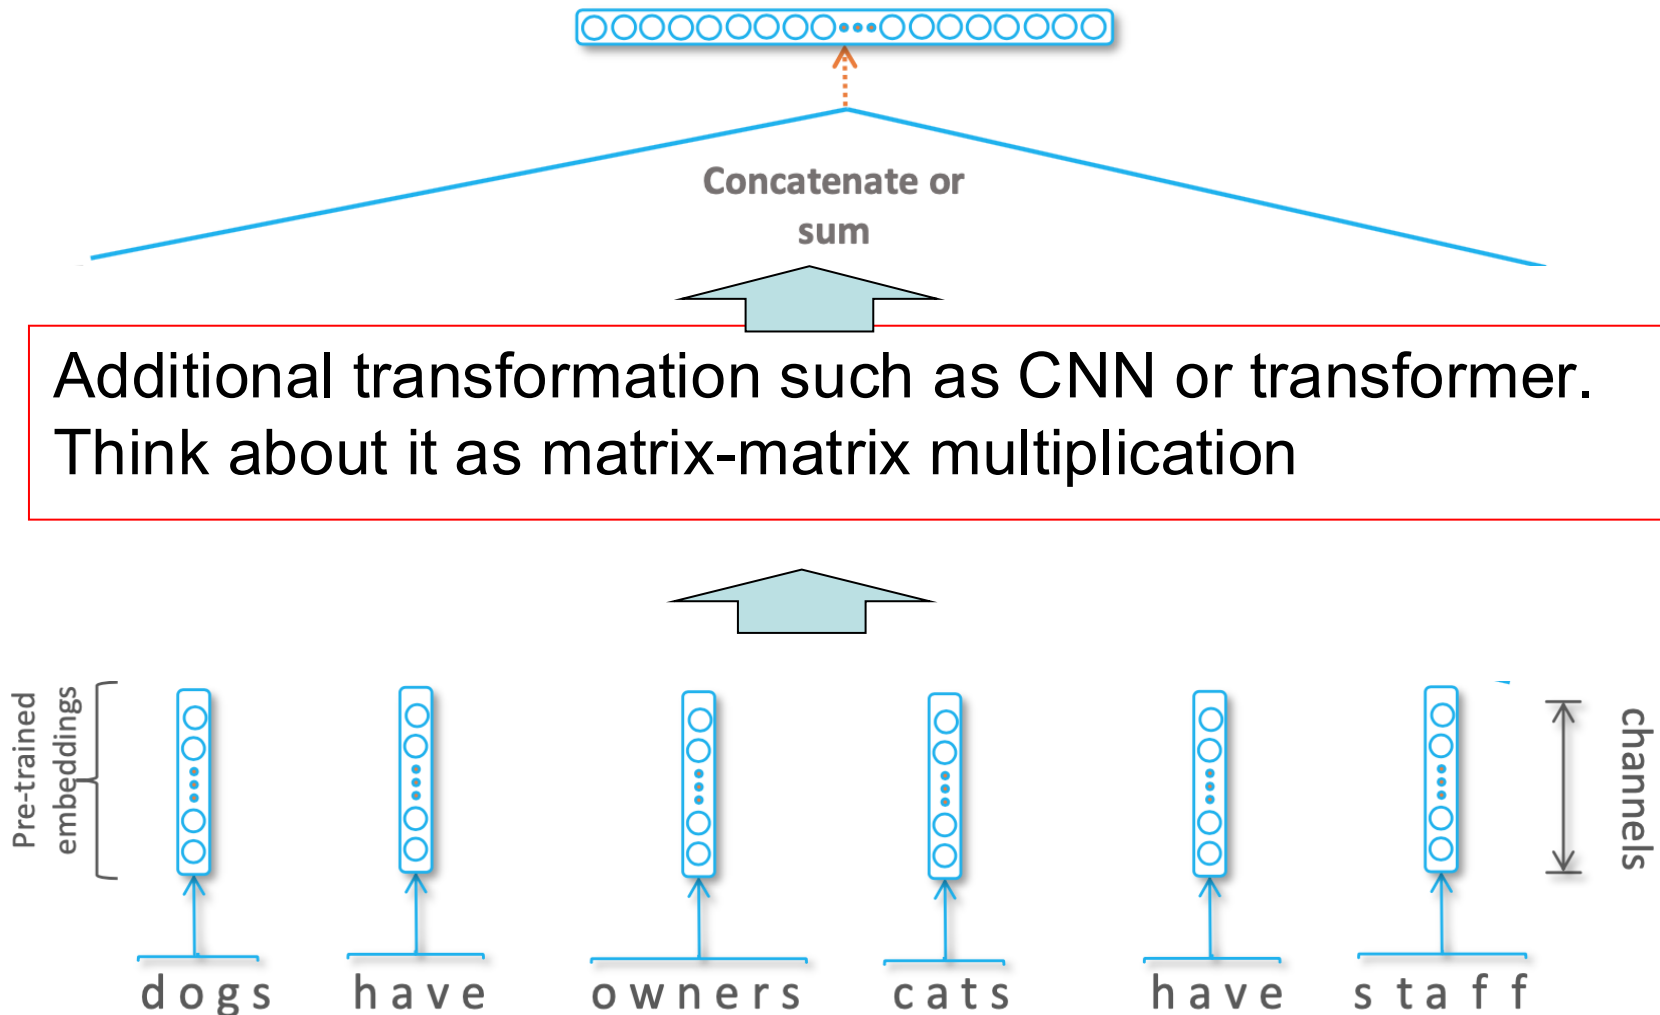 Concatenate or
sum
Additional transformation such as CNN or transformer.
Think about it as matrix-matrix multiplication
Pre-trained
embeddings
channels
dogs have owners cats have staff